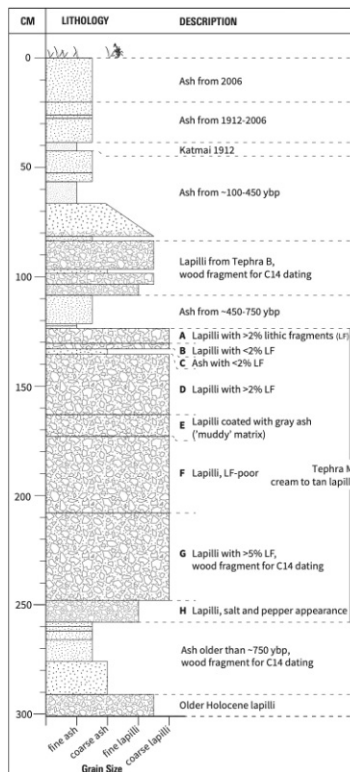 CM LITHOLOGY DESCRIPTION
0
Ash from 2006
Ash from 1912-2006
Katmai 1912
50
Ash from ~100-450 ybp
Lapilli from Tephra B,
wood fragment for C14 dating
100
Ash from ~450-750 ybp
A Lapilli with >2% lithic fragments (LF)
B Lapilli with <2% LF
C Ash with <2% LF
150
D Lapilli with >2% LF
E Lapilli coated with gray ash
('muddy' matrix)
F Lapilli, LF-poor
Tephra M
cream to tan lapill
200
G Lapilli with >5% LF,
wood fragment for C14 dating
250
H Lapilli, salt and pepper appearance
Ash older than ~750 ybp,
wood fragment for C14 dating
Older Holocene lapilli
300
fine ash
coarse ash
fine lapilli
coarse lapilli
Grain Size